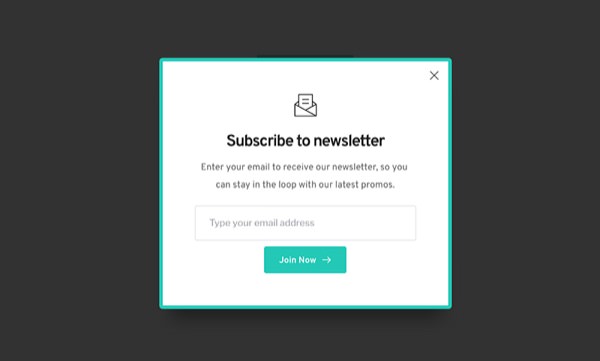 Subscribe to newsletter
Enter your email to receive our newsletter, so you
can stay in the loop with our latest promos.
Type your email address
Join Now